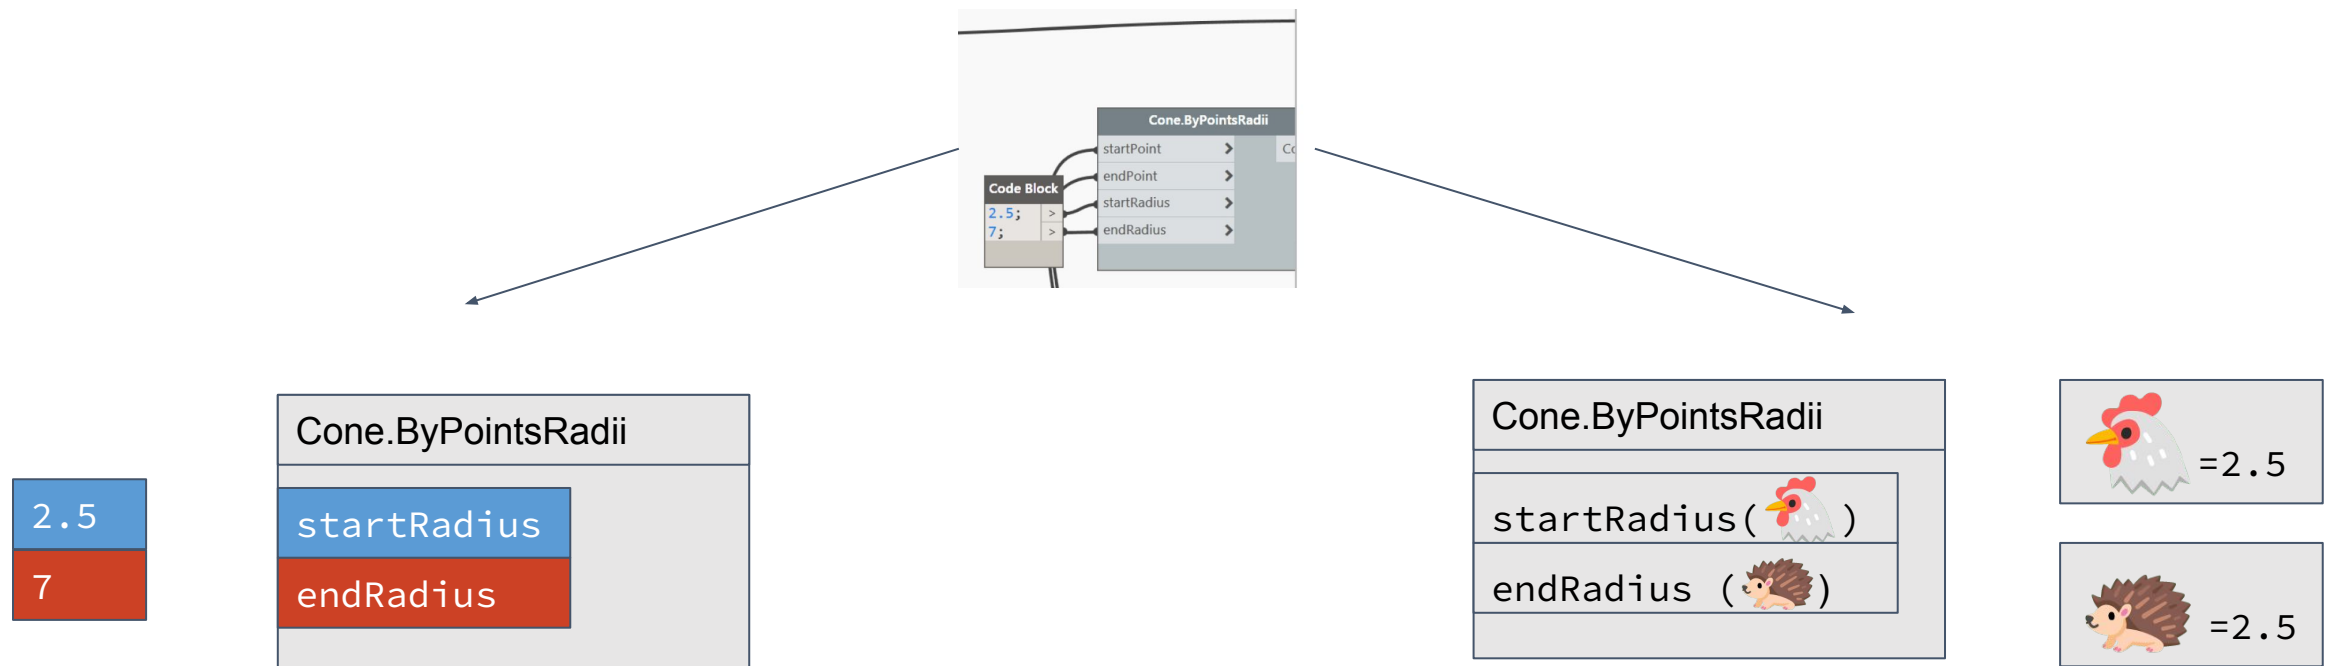 Cone.ByPointsRadii
startPoint
endPoint
startRadius
endRadius
Code Block
2.5; >
7; >
Cone.ByPointsRadii
2.5
7
startRadius
endRadius
Cone.ByPointsRadii
startRadius( )
endRadius ( )
=2.5
=2.5